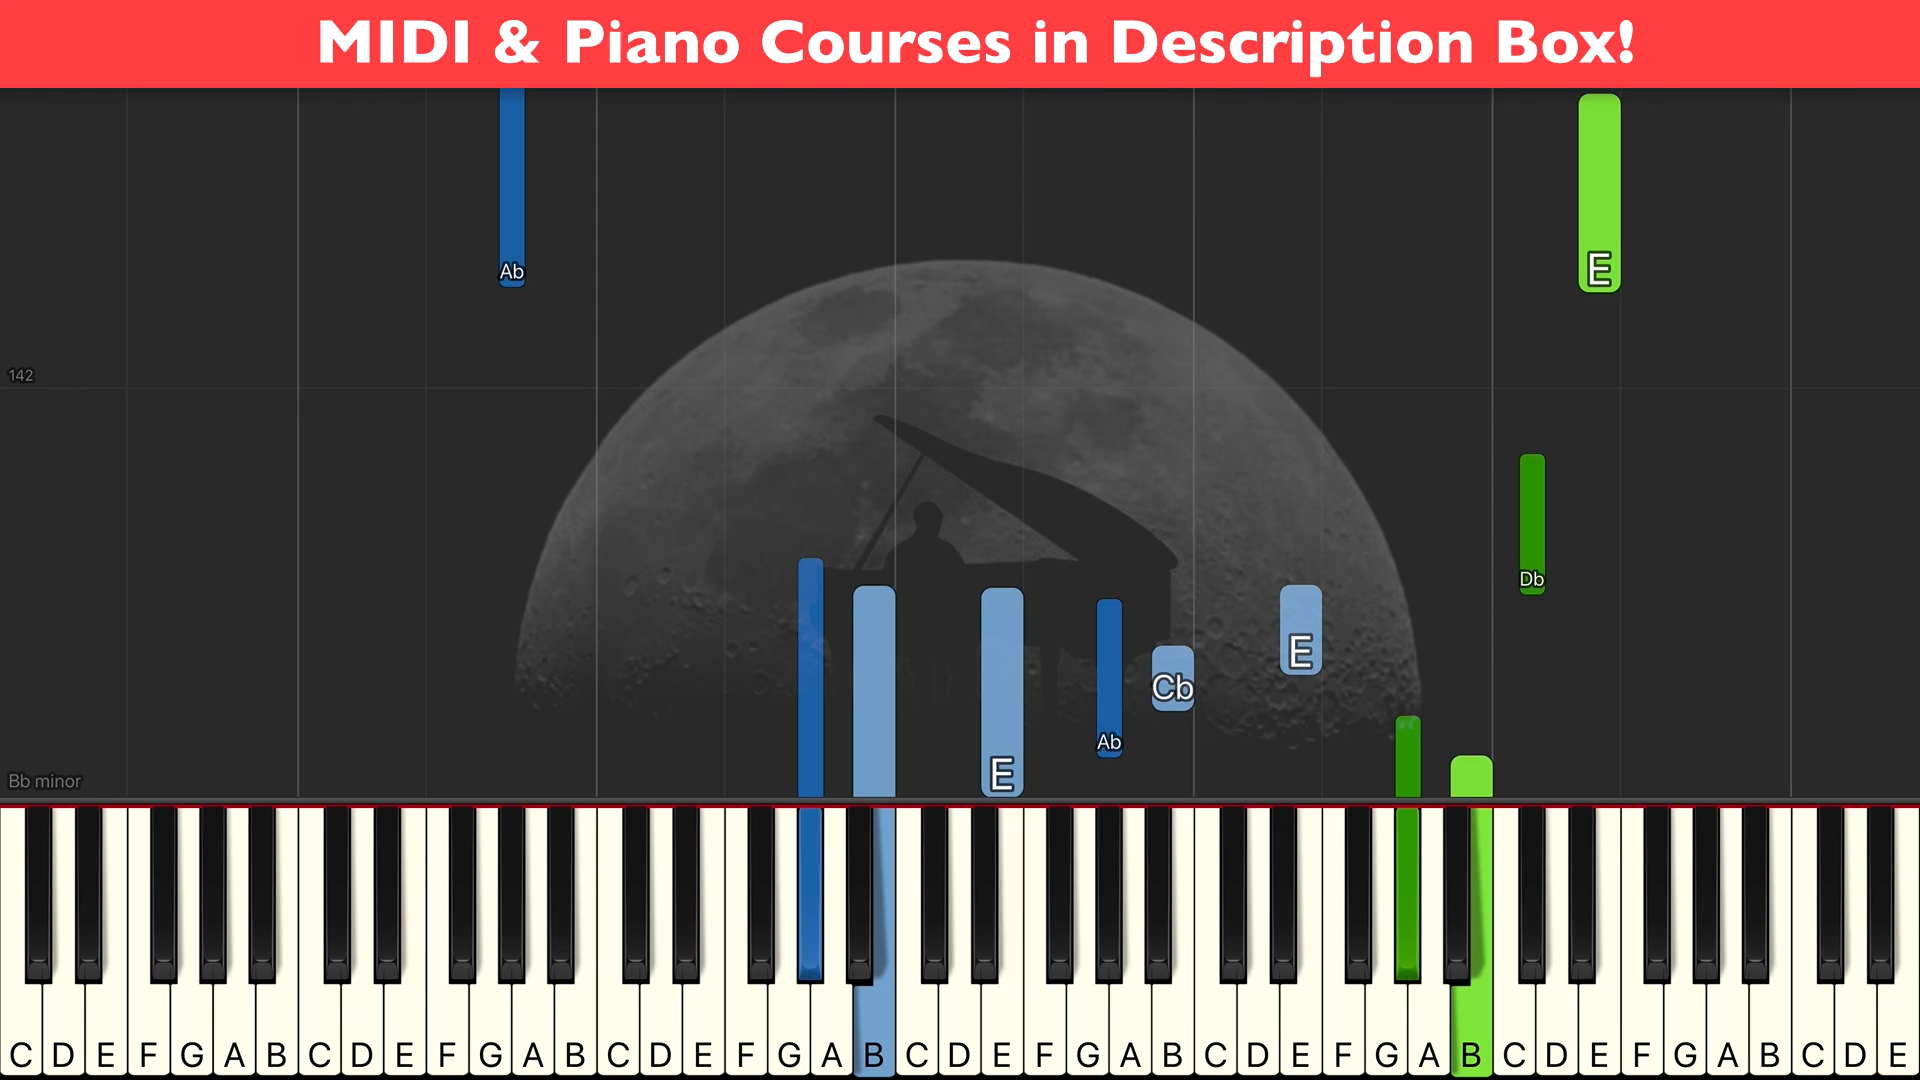 MIDI & Piano Courses in Description Box!
Ab
E
142
Db
E
Cb
Ab
E
Bb minor
C D E F G A B C D E F G A B C D E F G A B C D E F G A B C D E F G A B C D E F G A B C D E